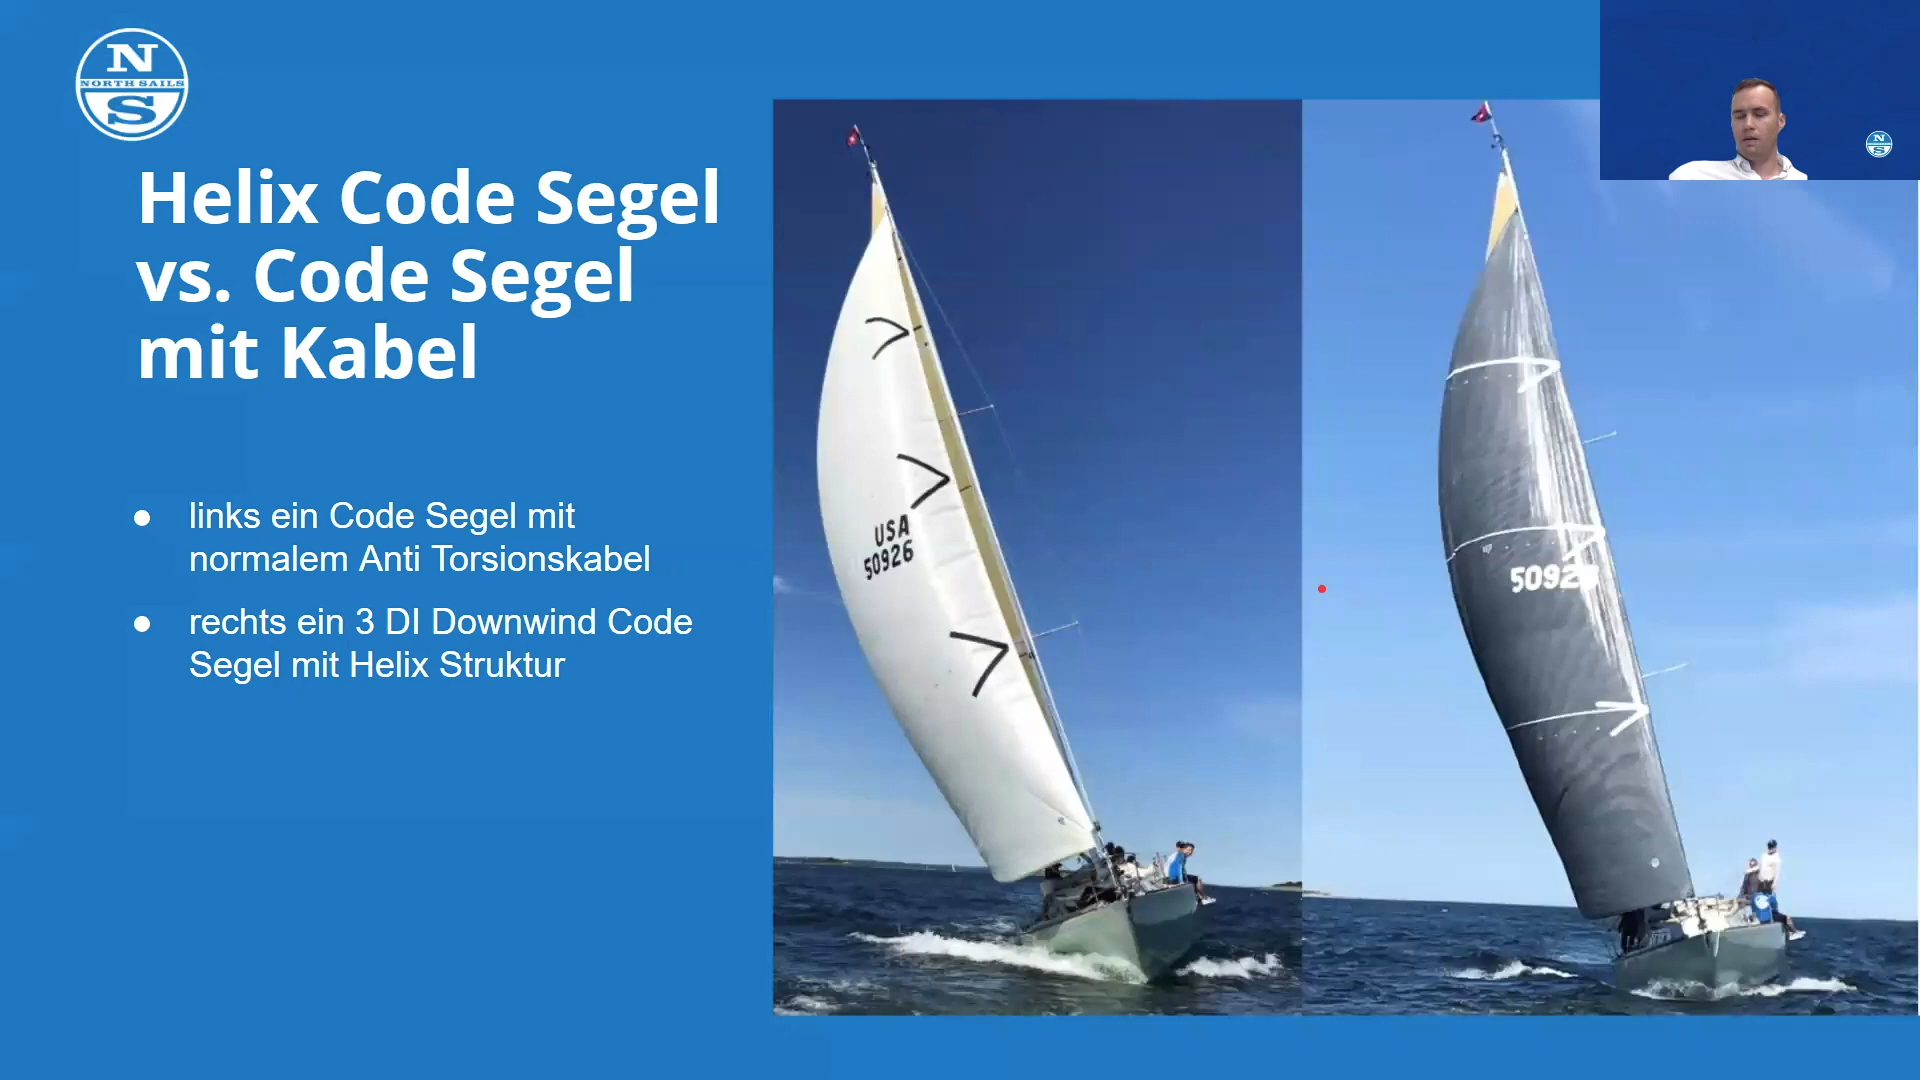 N
NORTH SAILS
S
Helix Code Segel
vs. Code Segel
mit Kabel
● links ein Code Segel mit
normalem Anti Torsionskabel
● rechts ein 3 DI Downwind Code
Segel mit Helix Struktur
USA
50926
5092
N
S